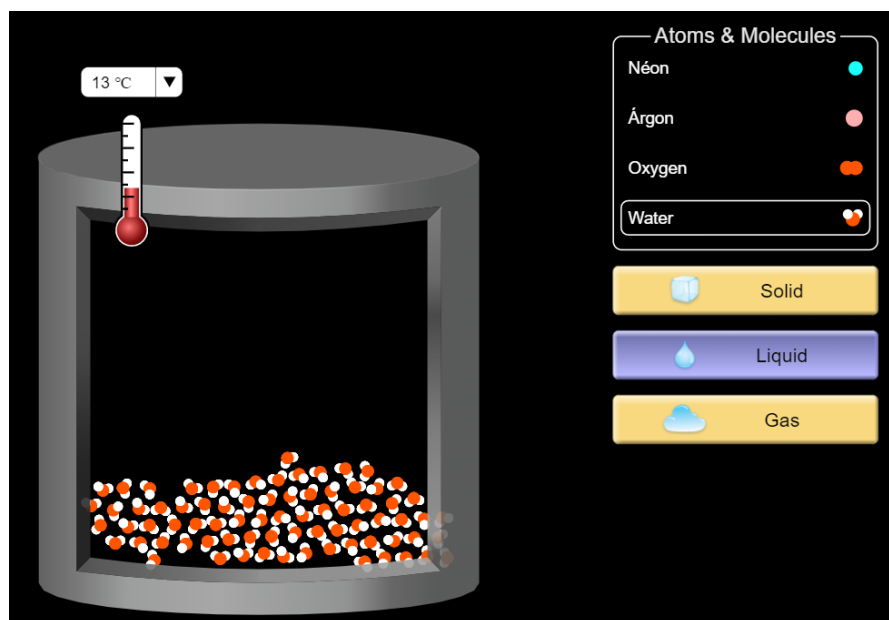 13 °C
Atoms & Molecules
Néon
Árgon
Oxygen
Water
Solid
Liquid
Gas